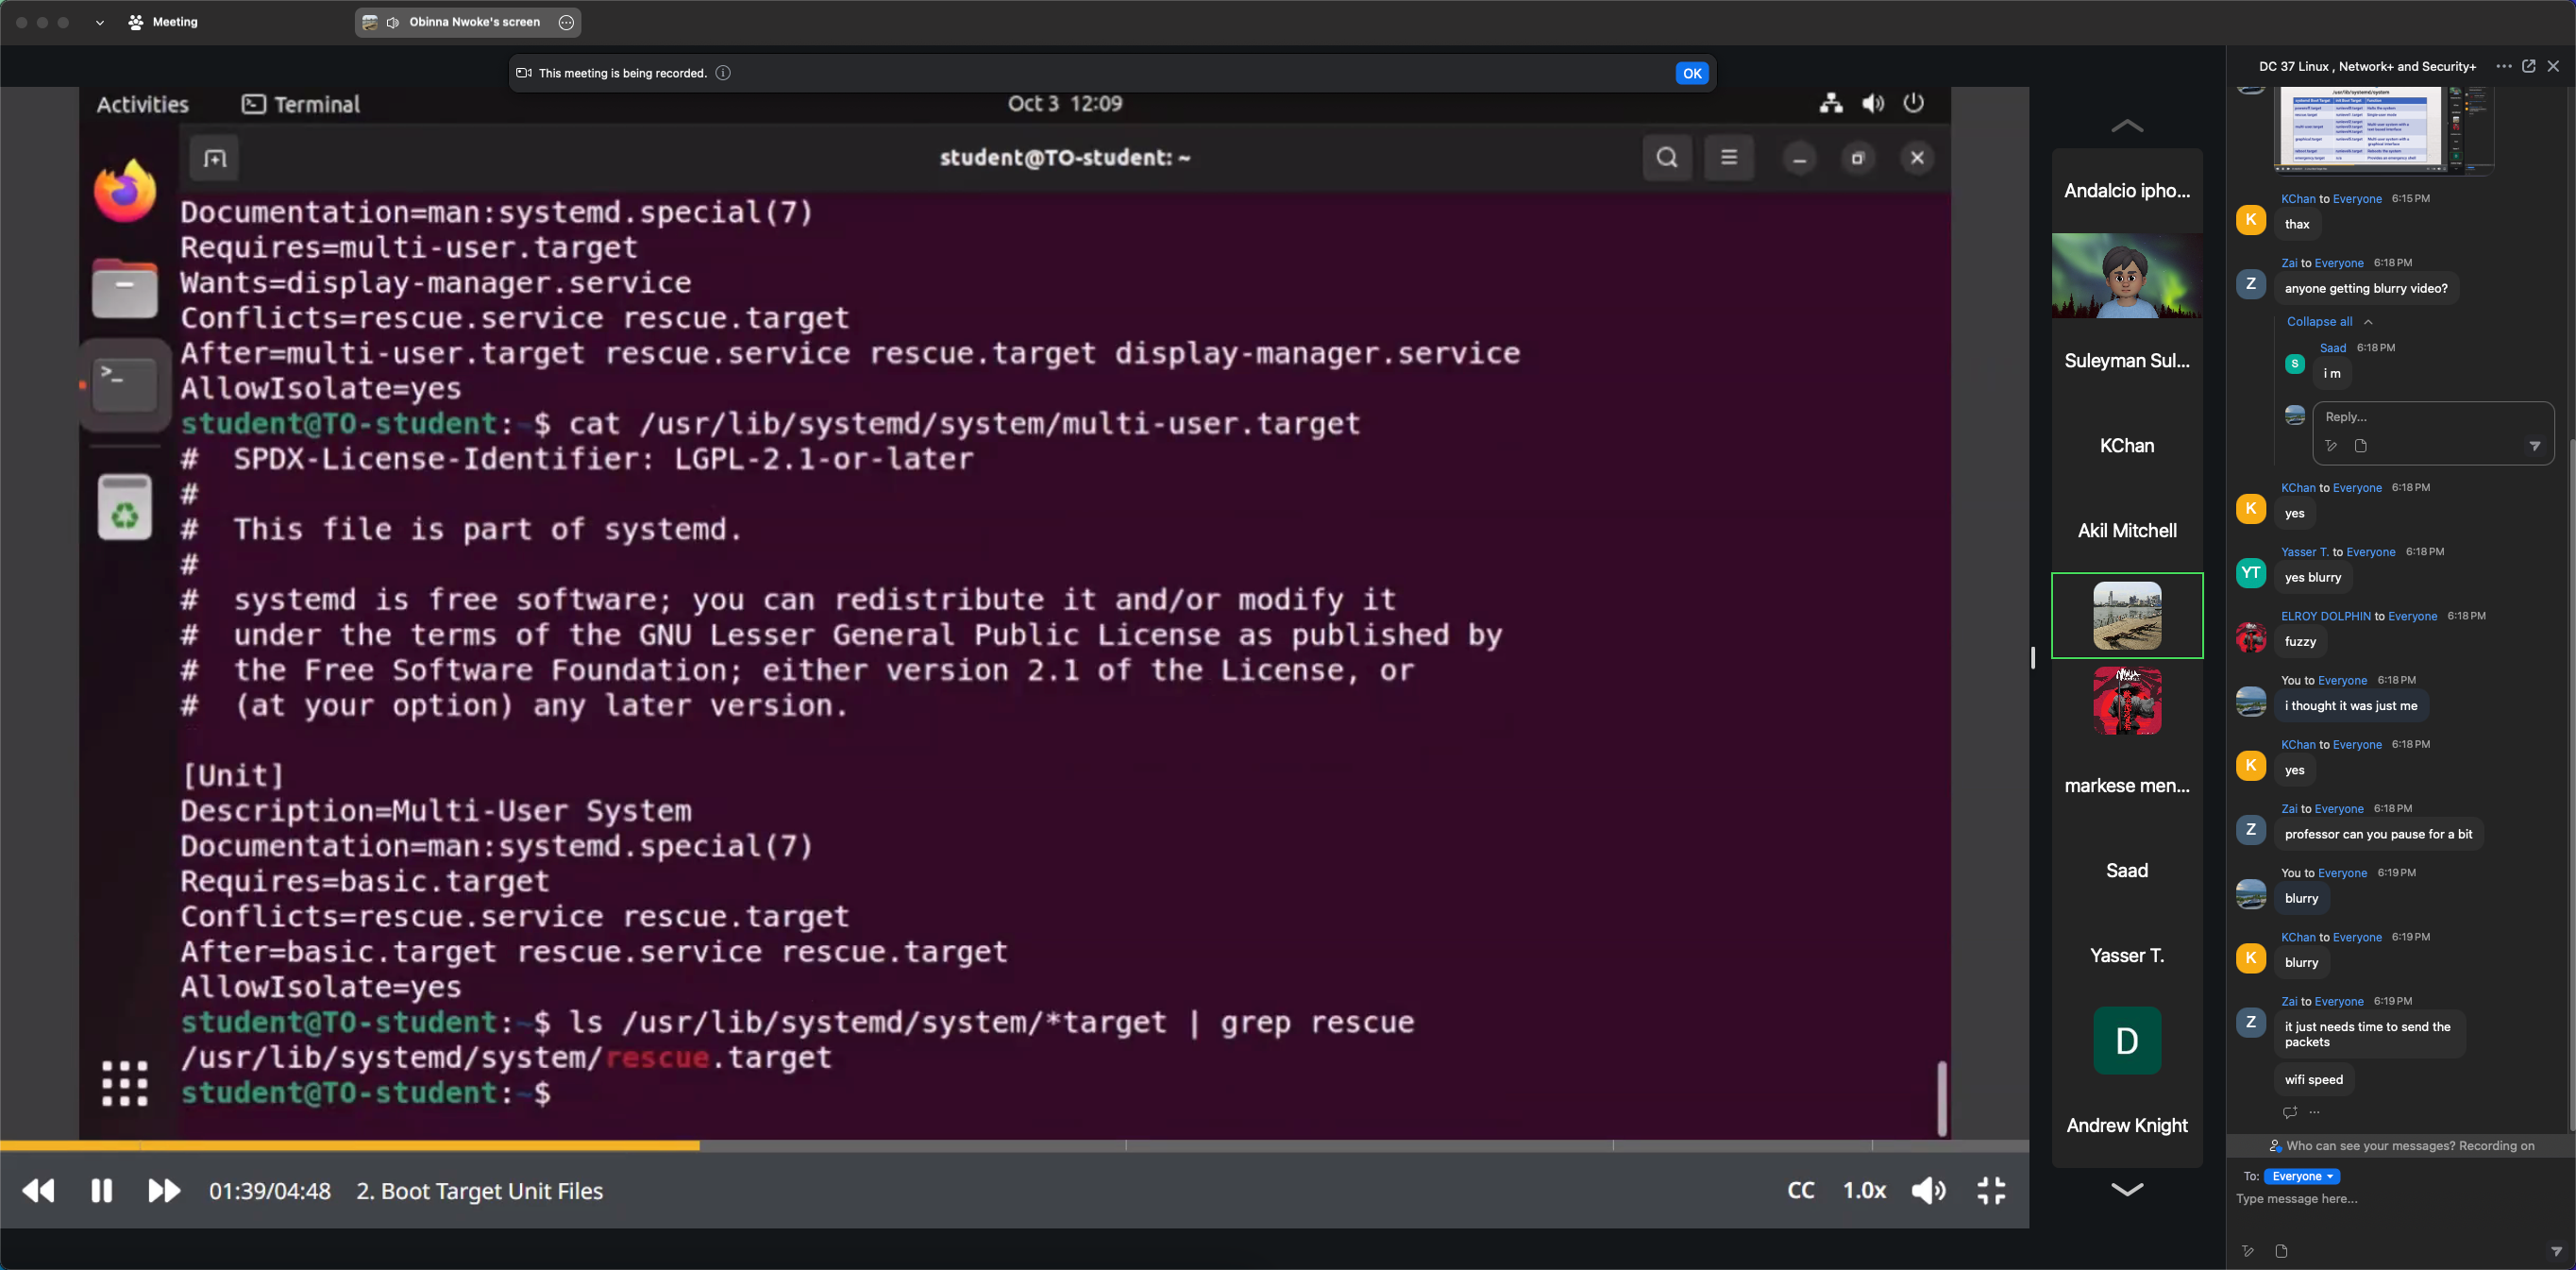 Meeting
Obinna Nwoke's screen
This meeting is being recorded.
OK
DC 37 Linux , Network+ and Security+
Activities
Terminal
Oct 3 12:09
student@TO-student: ~
Documentation=man:systemd.special(7)
Requires=multi-user.target
Wants=display-manager.service
Conflicts=rescue.service rescue.target
After=multi-user.target rescue.service rescue.target display-manager.service
AllowIsolate=yes
student@TO-student:~$ cat /usr/lib/systemd/system/multi-user.target
#  SPDX-License-Identifier: LGPL-2.1-or-later
#
#  This file is part of systemd.
#
#  systemd is free software; you can redistribute it and/or modify it
#  under the terms of the GNU Lesser General Public License as published by
#  the Free Software Foundation; either version 2.1 of the License, or
#  (at your option) any later version.
[Unit]
Description=Multi-User System
Documentation=man:systemd.special(7)
Requires=basic.target
Conflicts=rescue.service rescue.target
After=basic.target rescue.service rescue.target
AllowIsolate=yes
student@TO-student:~$ ls /usr/lib/systemd/system/*target | grep rescue
/usr/lib/systemd/system/rescue.target
student@TO-student:~$
01:39/04:48
2. Boot Target Unit Files
CC
1.0x
Andalcio ipho...
Suleyman Sul...
KChan
Akil Mitchell
markese men...
Saad
Yasser T.
D
Andrew Knight
/usr/lib/systemd/system
KChan to Everyone 6:15 PM
K
thax
Zai to Everyone 6:18 PM
Z
anyone getting blurry video?
Collapse all
Saad 6:18 PM
S
i m
Reply...
KChan to Everyone 6:18 PM
K
yes
Yasser T. to Everyone 6:18 PM
YT
yes blurry
ELROY DOLPHIN to Everyone 6:18 PM
fuzzy
You to Everyone 6:18 PM
i thought it was just me
KChan to Everyone 6:18 PM
K
yes
Zai to Everyone 6:18 PM
Z
professor can you pause for a bit
You to Everyone 6:19 PM
blurry
KChan to Everyone 6:19 PM
K
blurry
Zai to Everyone 6:19 PM
Z
it just needs time to send the
packets
wifi speed
Who can see your messages? Recording on
To: Everyone
Type message here...